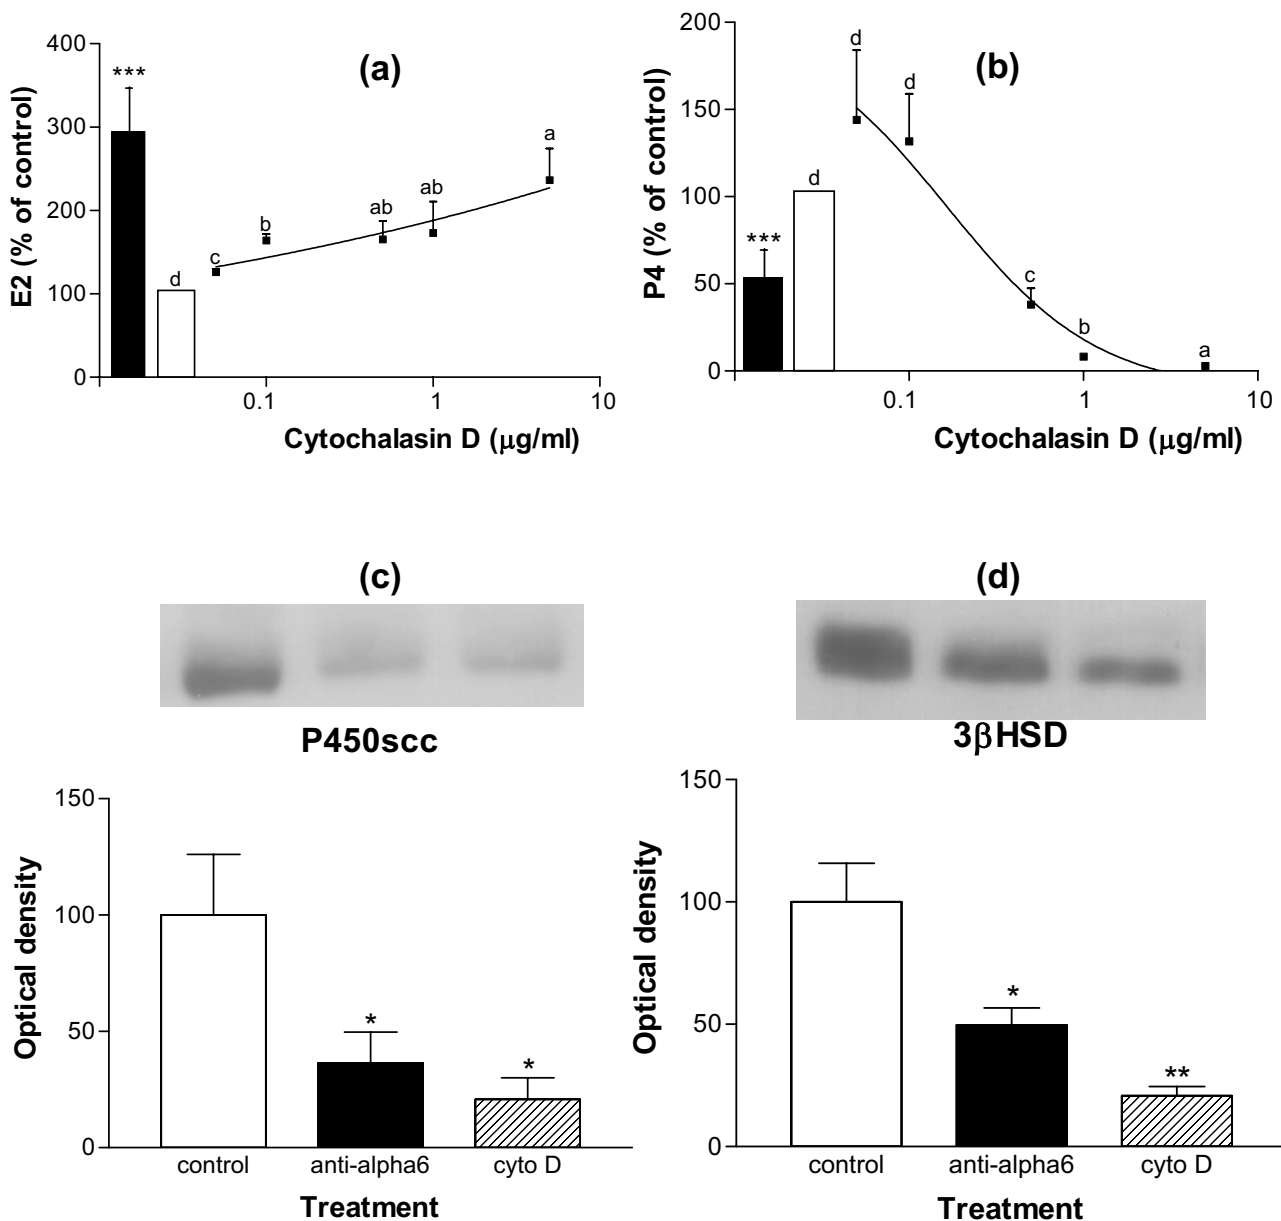 (a)
E2 (% of control)
400
300
200
100
0
***
d
c
b
ab
ab
a
0.1
1
10
Cytochalasin D (μg/ml)
(b)
P4 (% of control)
200
150
100
50
0
***
d
d
d
c
b
a
0.1
1
10
Cytochalasin D (μg/ml)
(c)
P450scc
Optical density
150
100
50
0
*
*
control
anti-alpha6
cyto D
Treatment
(d)
3βHSD
Optical density
150
100
50
0
*
**
control
anti-alpha6
cyto D
Treatment